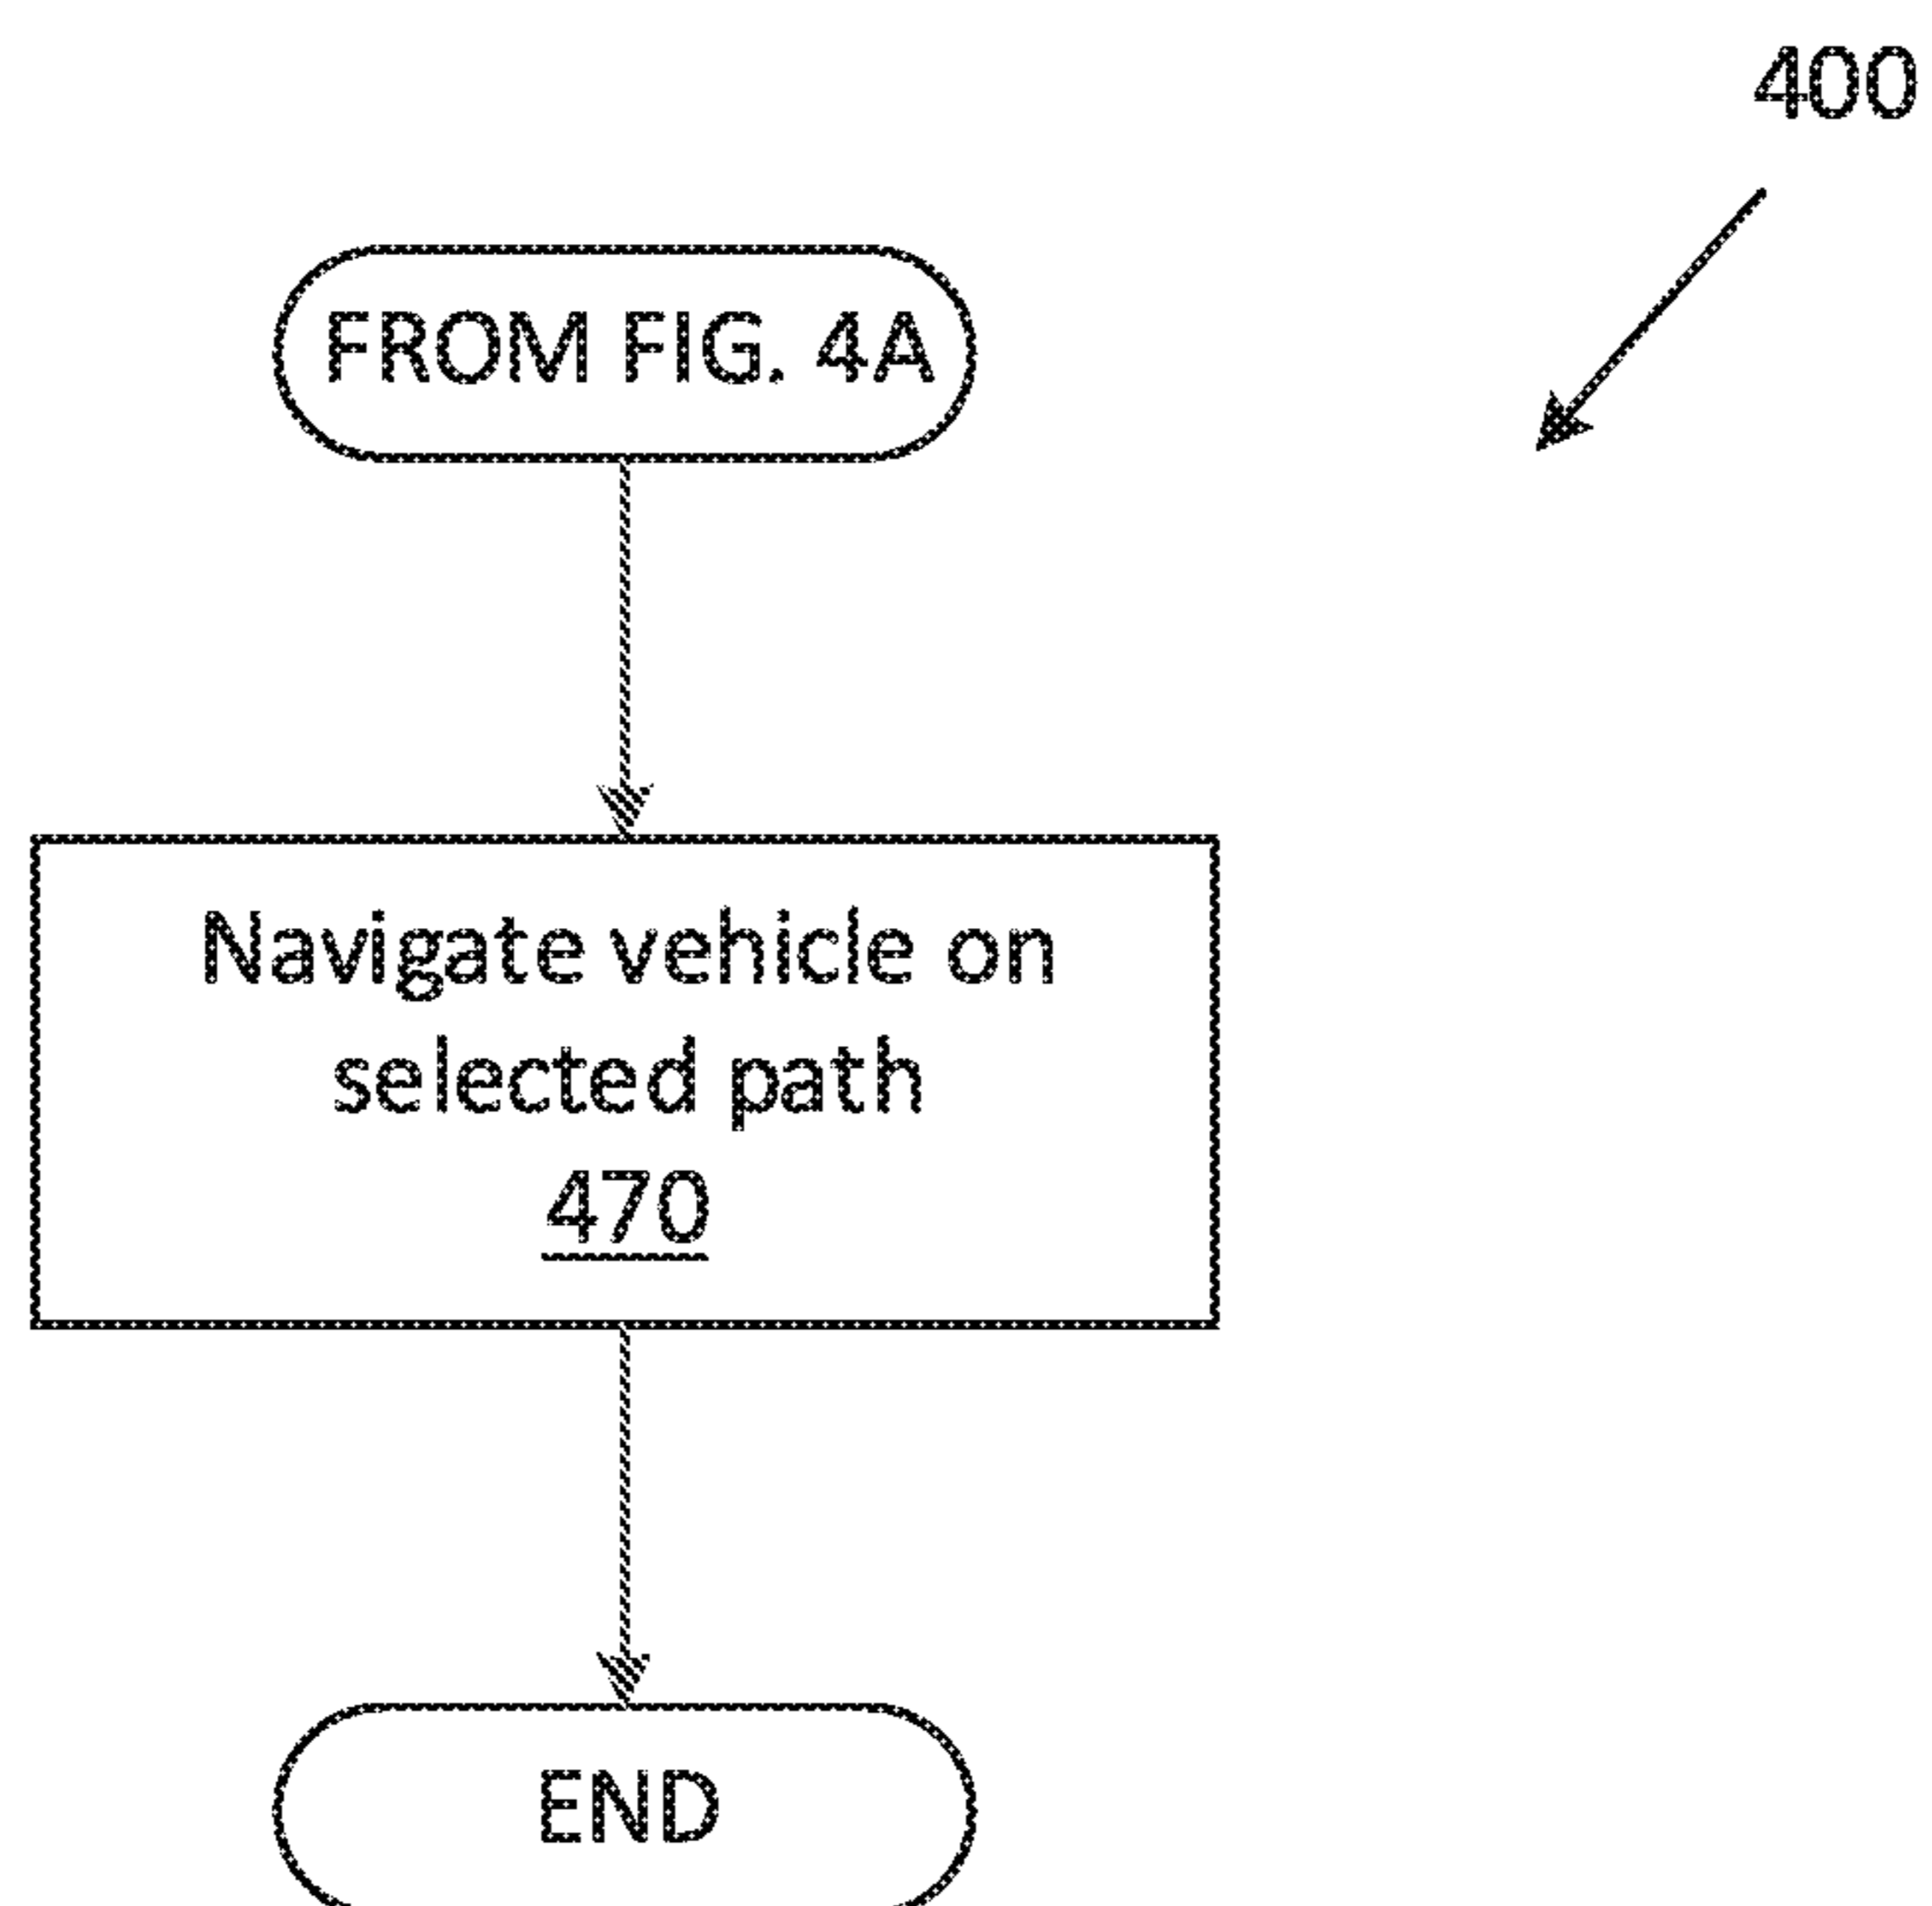 400
FROM FIG. 4A
Navigate vehicle on
selected path
470
END